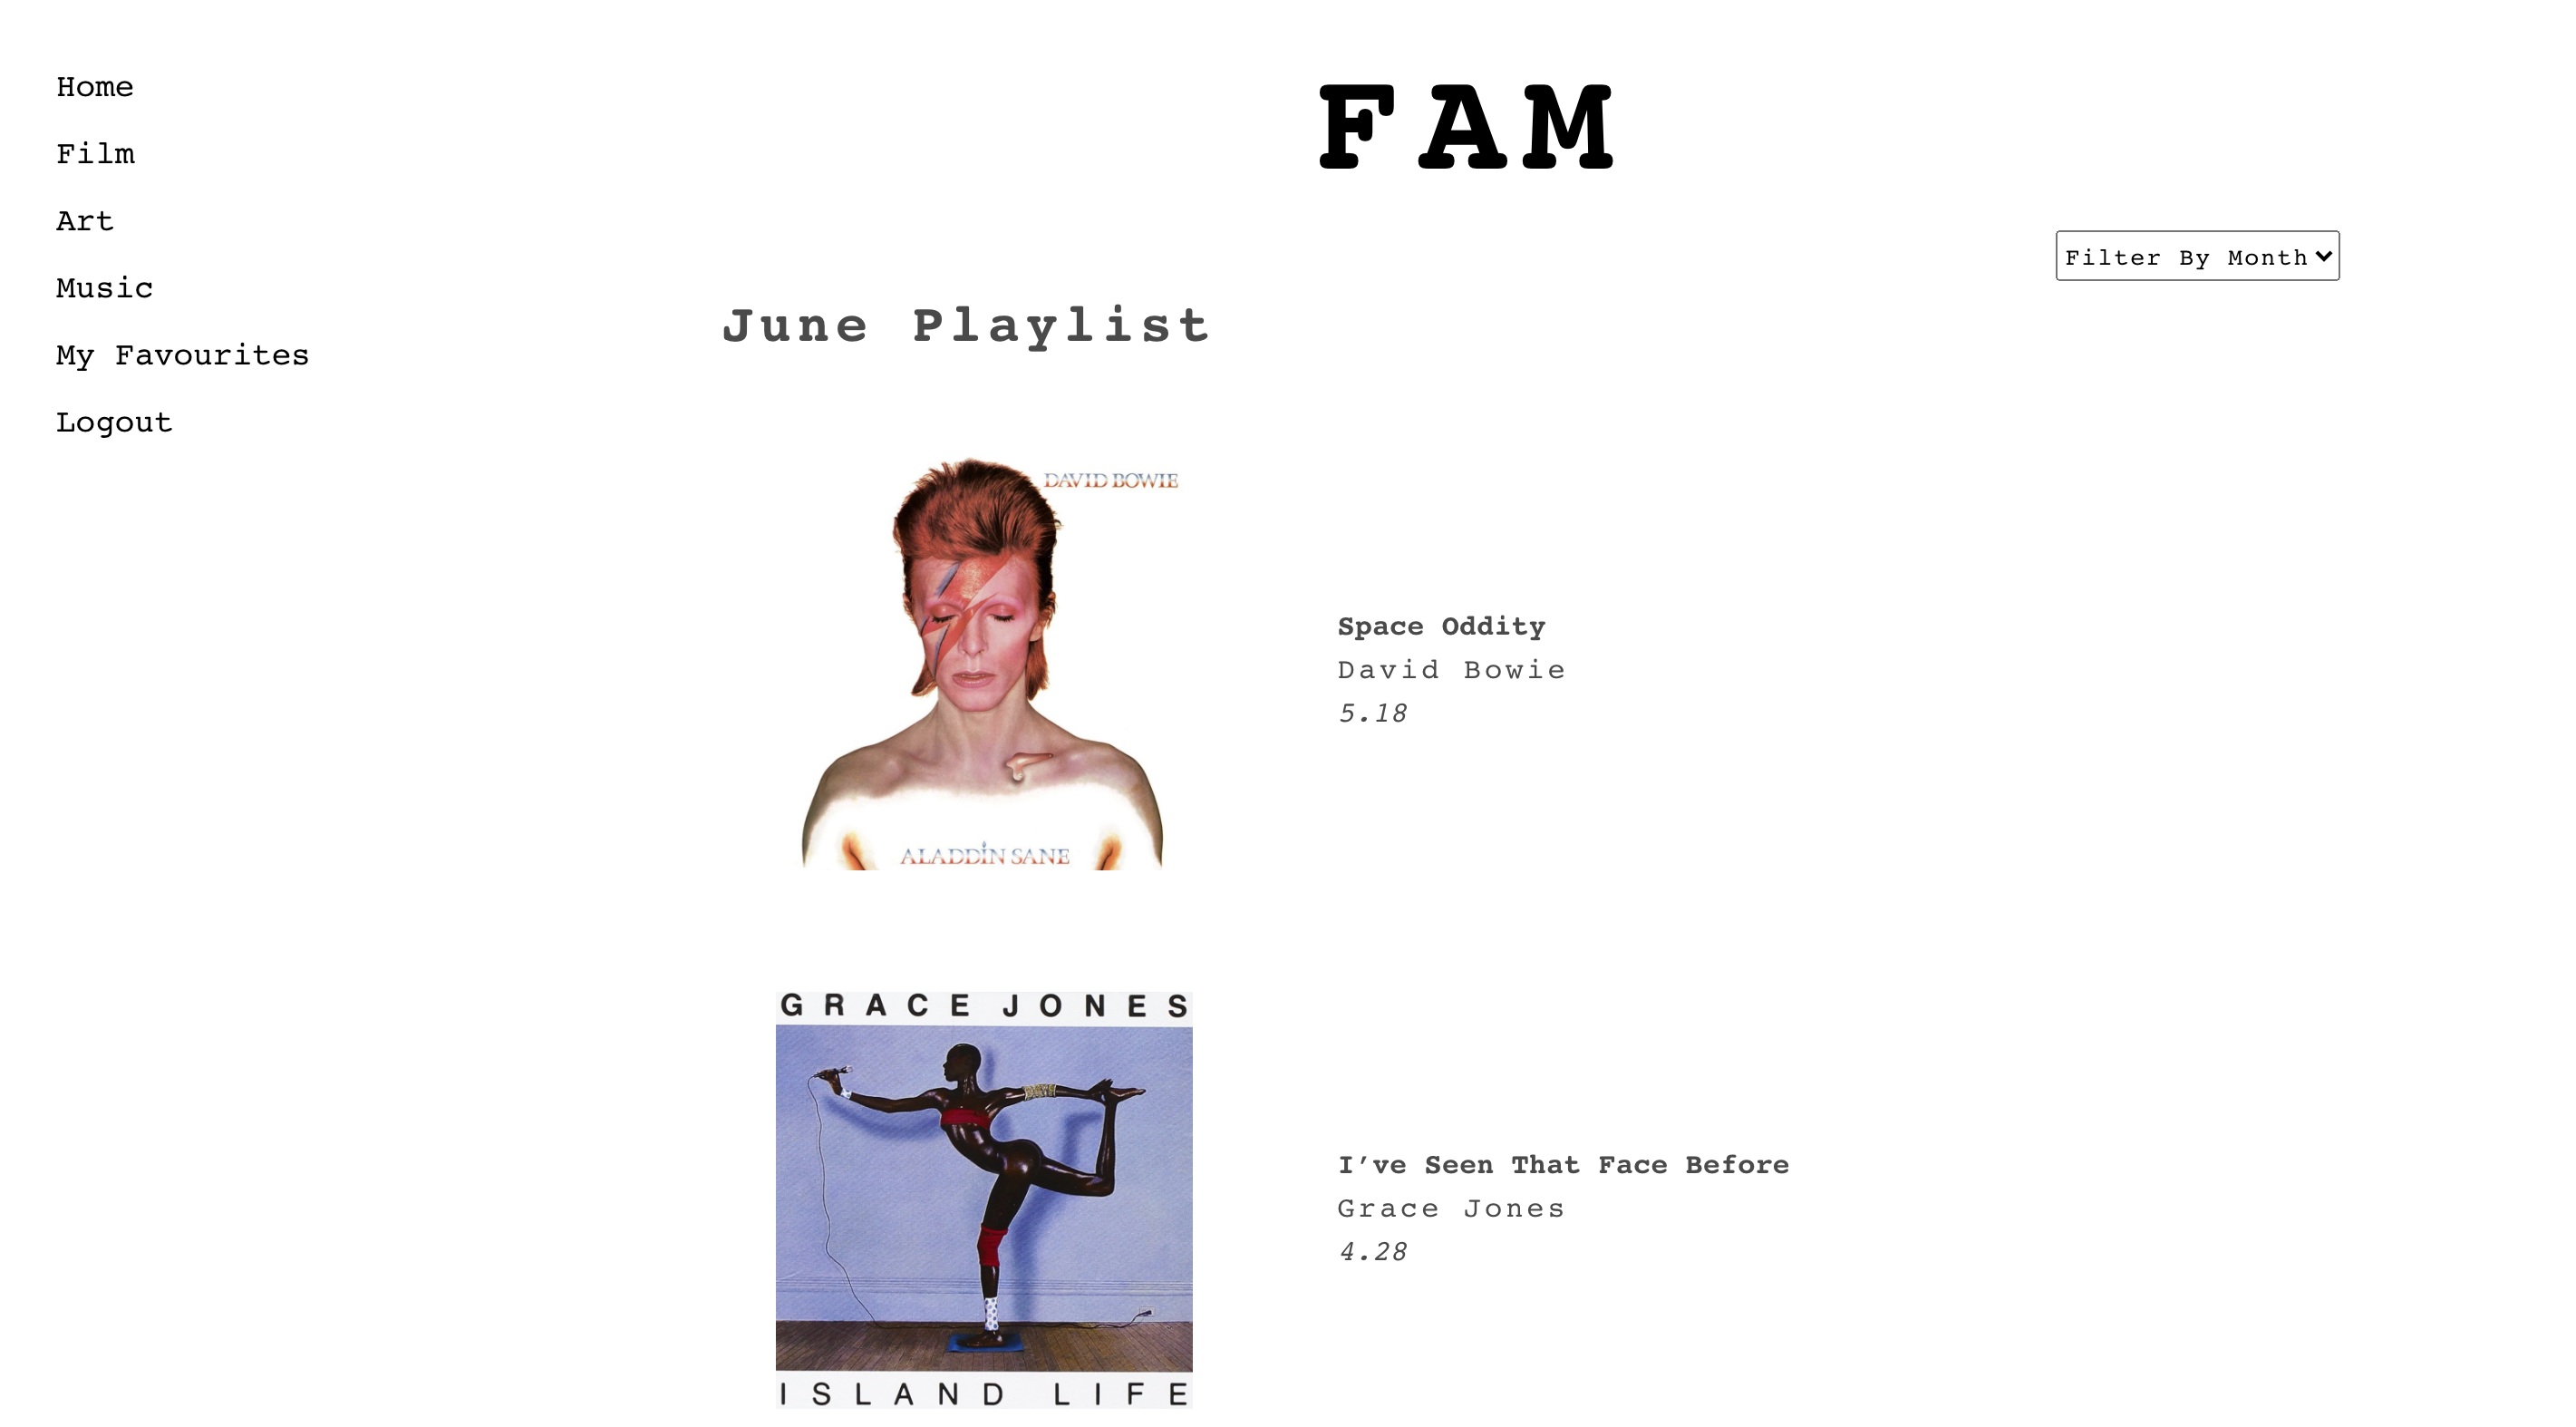 Home
Film
Art
Music
My Favourites
Logout
FAM
Filter By Month
June Playlist
DAVID BOWIE
ALADDIN SANE
Space Oddity
David Bowie
5.18
GRACE JONES
ISLAND LIFE
I’ve Seen That Face Before
Grace Jones
4.28